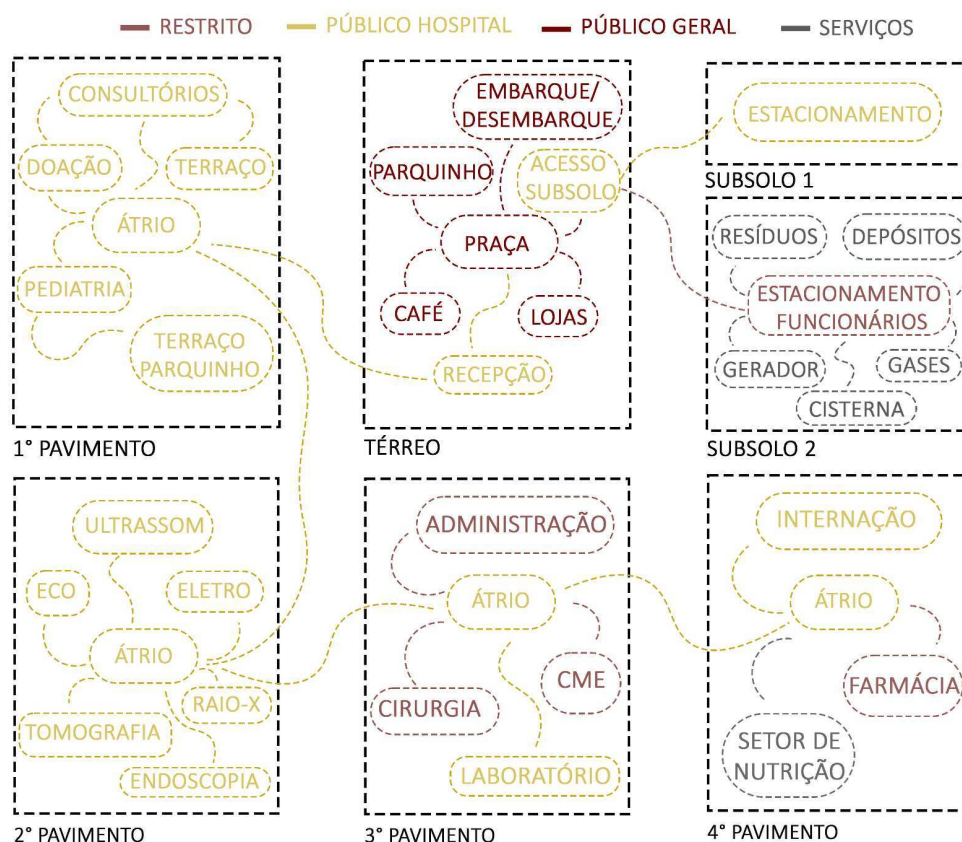 RESTRITO
PÚBLICO HOSPITAL
PÚBLICO GERAL
SERVIÇOS
CONSULTÓRIOS
DOAÇÃO
TERRAÇO
ÁTRIO
PEDIATRIA
TERRAÇO
PARQUINHO
1° PAVIMENTO
EMBARQUE/
DESEMBARQUE
PARQUINHO
ACESSO
SUBSOLO
PRAÇA
CAFÉ
LOJAS
RECEPÇÃO
TÉRREO
ESTACIONAMENTO
SUBSOLO 1
RESÍDUOS
DEPÓSITOS
ESTACIONAMENTO
FUNCIONÁRIOS
GERADOR
GASES
CISTERNA
SUBSOLO 2
ULTRASSOM
ECO
ELETRO
ÁTRIO
RAIO-X
TOMOGRAFIA
ENDOSCOPIA
2° PAVIMENTO
ADMINISTRAÇÃO
ÁTRIO
CME
CIRURGIA
LABORATÓRIO
3° PAVIMENTO
INTERNAÇÃO
ÁTRIO
FARMÁCIA
SETOR DE
NUTRIÇÃO
4° PAVIMENTO